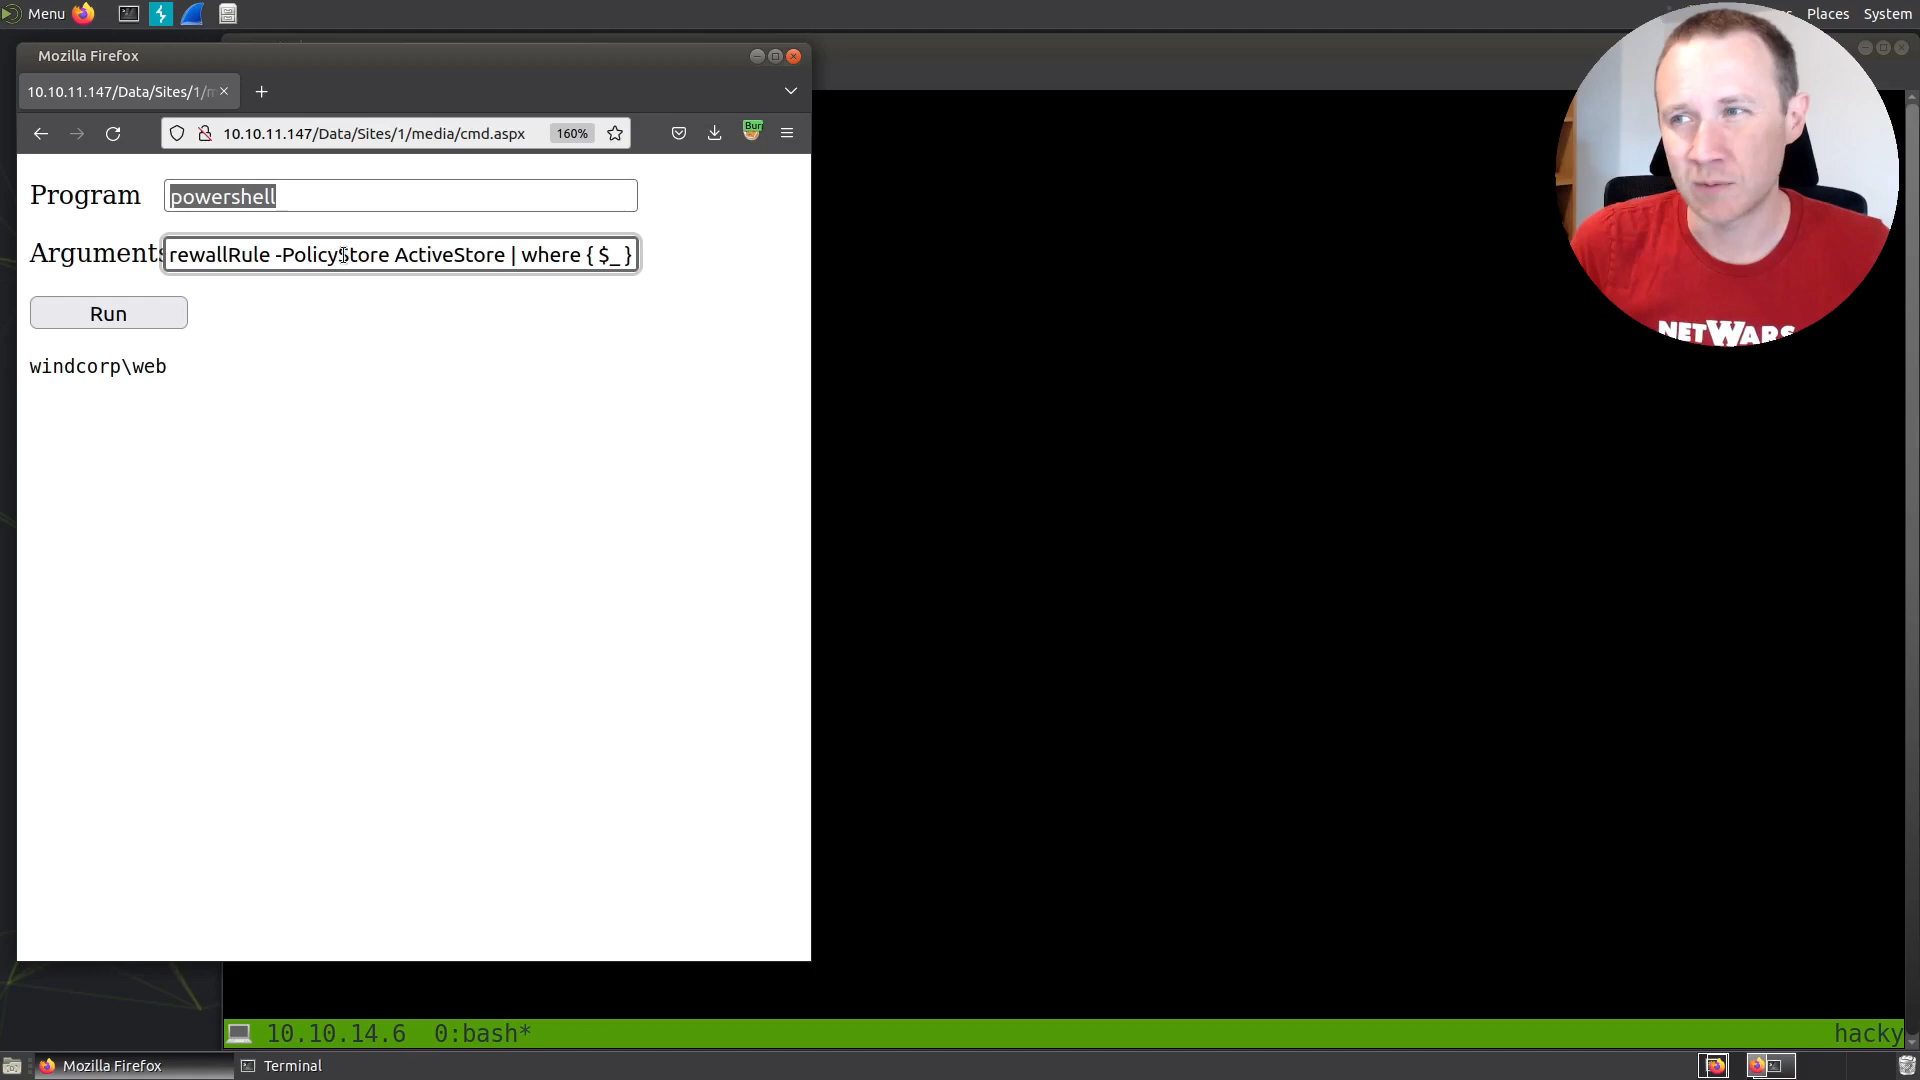 Menu
Places System
Mozilla Firefox
10.10.11.147/Data/Sites/1/m
10.10.11.147/Data/Sites/1/media/cmd.aspx 160%
Bur
Program powershell
Arguments rewallRule -PolicyStore ActiveStore | where { $_ }
Run
windcorp\web
NETWARS
10.10.14.6 0:bash* hacky
Mozilla Firefox Terminal